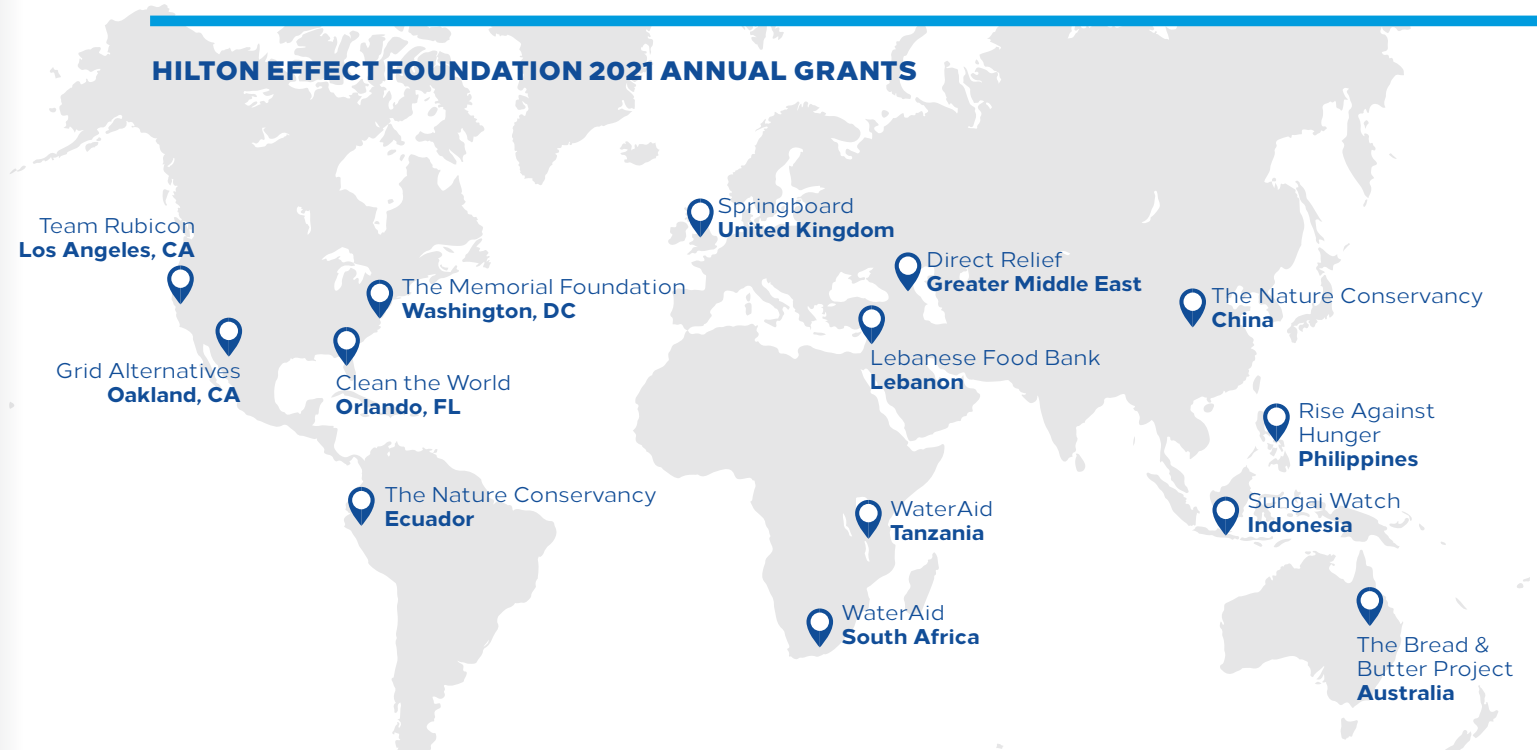 HILTON EFFECT FOUNDATION 2021 ANNUAL GRANTS
Team Rubicon
Los Angeles, CA
Grid Alternatives
Oakland, CA
The Memorial Foundation
Washington, DC
Clean the World
Orlando, FL
The Nature Conservancy
Ecuador
Springboard
United Kingdom
Direct Relief
Greater Middle East
Lebanese Food Bank
Lebanon
WaterAid
Tanzania
WaterAid
South Africa
The Nature Conservancy
China
Rise Against
Hunger
Philippines
Sungai Watch
Indonesia
The Bread &
Butter Project
Australia